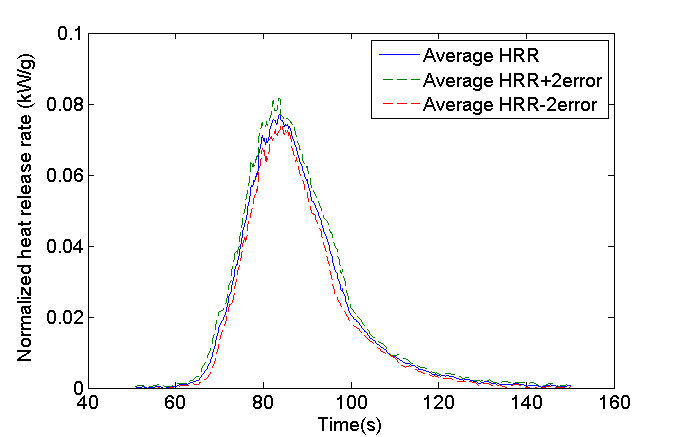 0.1
0.08
0.06
0.04
0.02
0
40
60
80
100
120
140
160
Normalized heat release rate (kW/g)
Time(s)
Average HRR
Average HRR+2error
Average HRR-2error